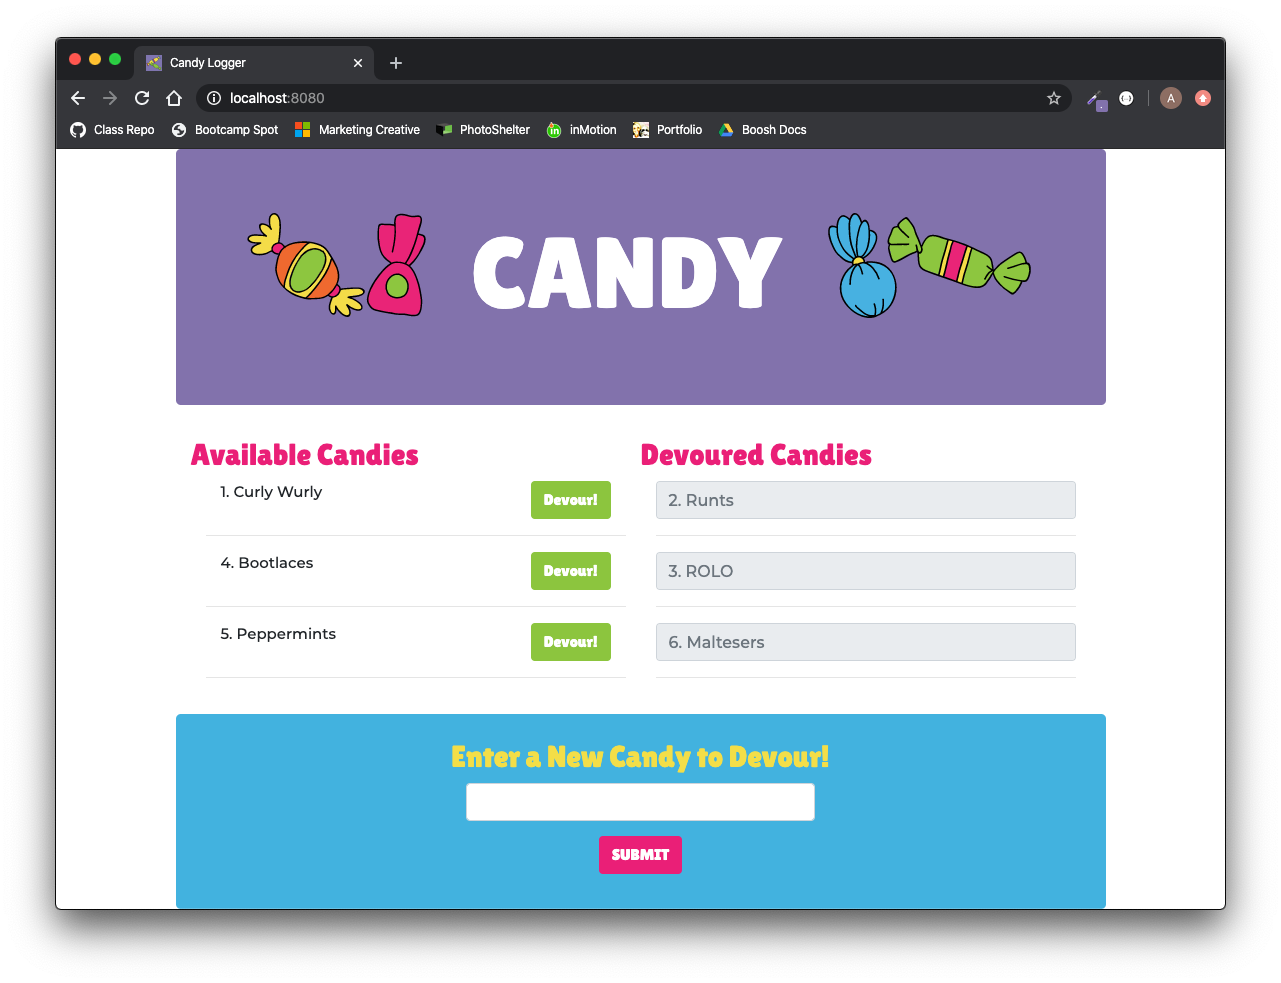 Candy Logger
localhost:8080
A
Class Repo Bootcamp Spot Marketing Creative PhotoShelter inMotion Portfolio Boosh Docs
CANDY
Available Candies
1. Curly Wurly Devour!
4. Bootlaces Devour!
5. Peppermints Devour!
Devoured Candies
2. Runts
3. ROLO
6. Maltesers
Enter a New Candy to Devour!
SUBMIT